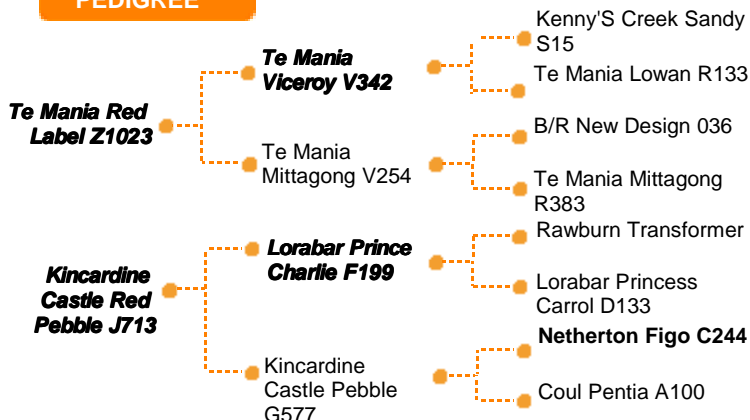 PEDIGREE
Kenny'S Creek Sandy
S15
Te Mania
Viceroy V342
Te Mania Lowan R133
Te Mania Red
Label Z1023
B/R New Design 036
Te Mania
Mittagong V254
Te Mania Mittagong
R383
Rawburn Transformer
Lorabar Prince
Charlie F199
Kincardine
Castle Red
Pebble J713
Lorabar Princess
Carrol D133
Netherton Figo C244
Kincardine
Castle Pebble
G577
Coul Pentia A100